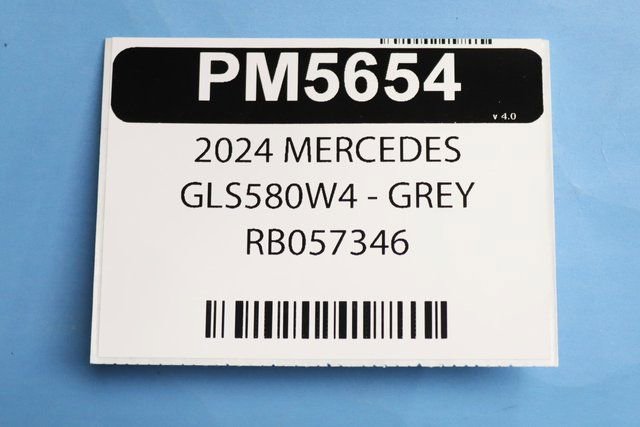 PM5654
v 4.0
2024 MERCEDES
GLS580W4 - GREY
RB057346